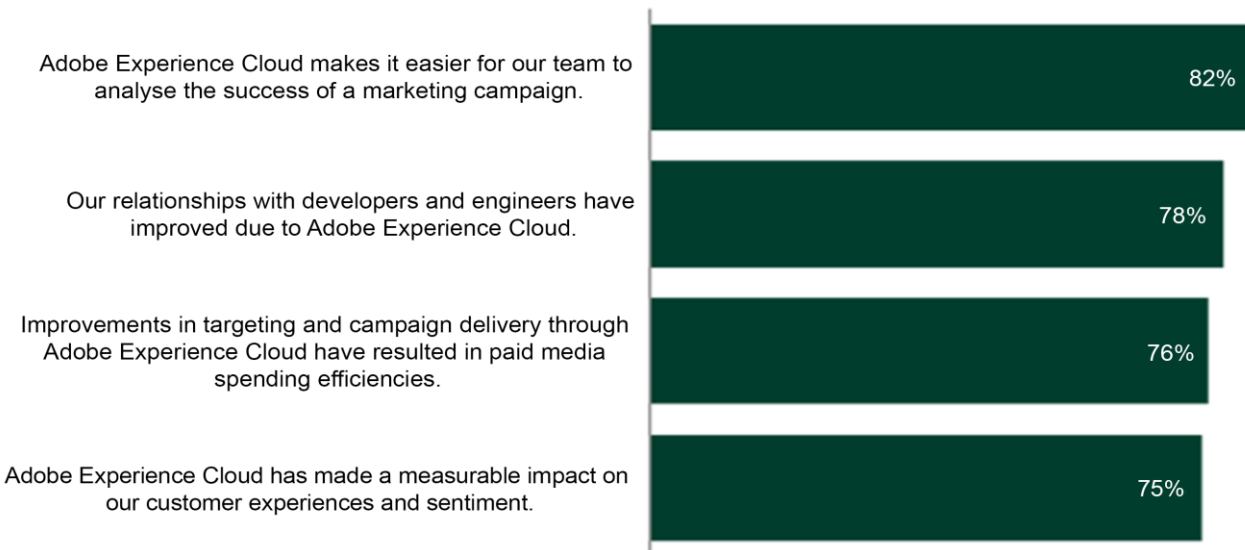 Adobe Experience Cloud makes it easier for our team to
analyse the success of a marketing campaign.
82%
Our relationships with developers and engineers have
improved due to Adobe Experience Cloud.
78%
Improvements in targeting and campaign delivery through
Adobe Experience Cloud have resulted in paid media
spending efficiencies.
76%
Adobe Experience Cloud has made a measurable impact on
our customer experiences and sentiment.
75%